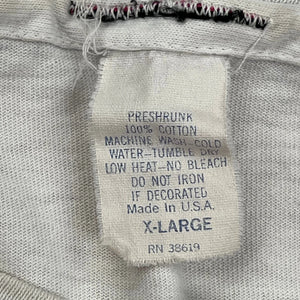 PRESHRUNK
100% COTTON
MACHINE WASH-COLD
WATER-TUMBLE DRY
LOW HEAT-NO BLEACH
DO NOT IRON
IF DECORATED
Made in U.S.A.
X-LARGE
RN 38619